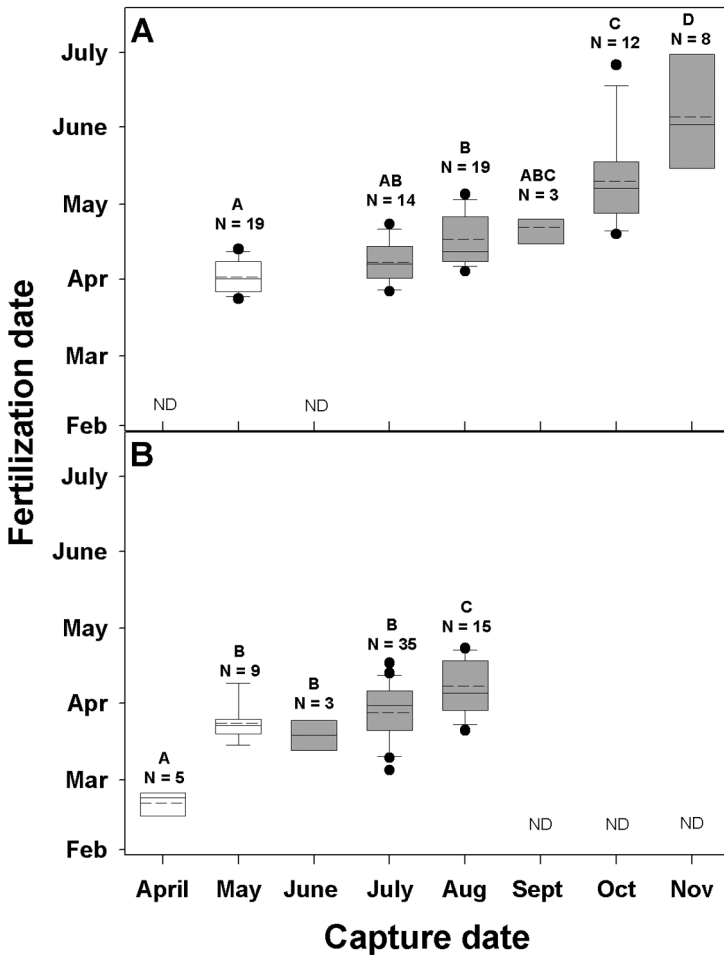 A
July
June
May
Apr
Mar
Feb
A
N = 19
AB
N = 14
B
N = 19
ABC
N = 3
C
N = 12
D
N = 8
ND
ND
Fertilization date
B
July
June
May
Apr
Mar
Feb
A
N = 5
B
N = 9
B
N = 3
B
N = 35
C
N = 15
ND
ND
ND
April
May
June
July
Aug
Sept
Oct
Nov
Capture date